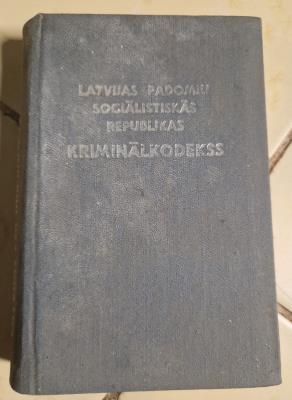 LATVIJAS PADOMJU
SOCIĀLISTISKĀS
REPUBLIKAS
KRIMINĀLKODEKSS